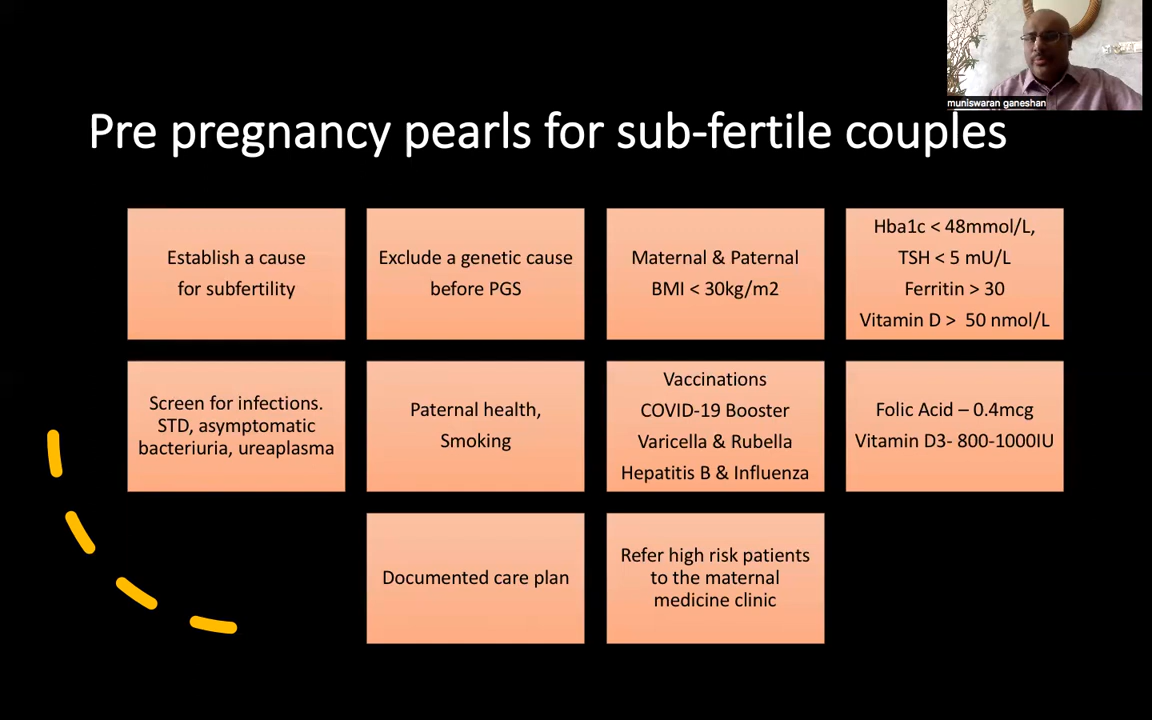 muniswaran ganeshan
Pre pregnancy pearls for sub-fertile couples
Establish a cause
for subfertility
Exclude a genetic cause
before PGS
Maternal & Paternal
BMI < 30kg/m2
Hba1c < 48mmol/L,
TSH < 5 mU/L
Ferritin > 30
Vitamin D >  50 nmol/L
Screen for infections.
STD, asymptomatic
bacteriuria, ureaplasma
Paternal health,
Smoking
Vaccinations
COVID-19 Booster
Varicella & Rubella
Hepatitis B & Influenza
Folic Acid – 0.4mcg
Vitamin D3- 800-1000IU
Documented care plan
Refer high risk patients
to the maternal
medicine clinic